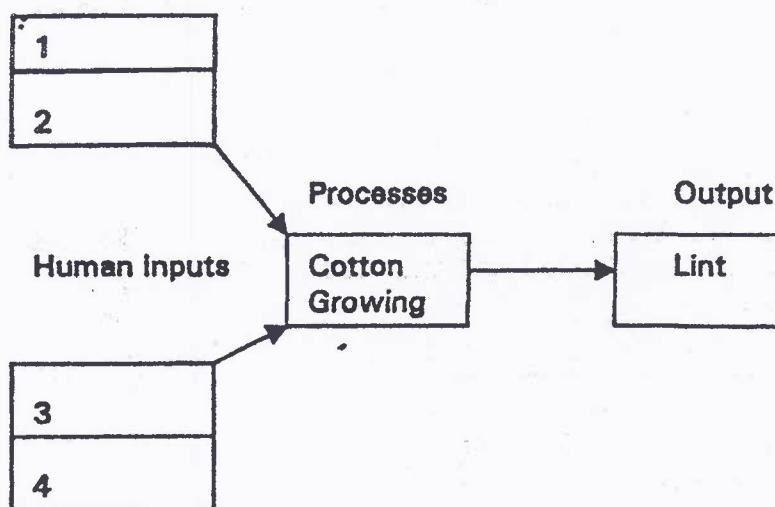 1
2
Processes
Output
Human Inputs
Cotton
Growing
Lint
3
4